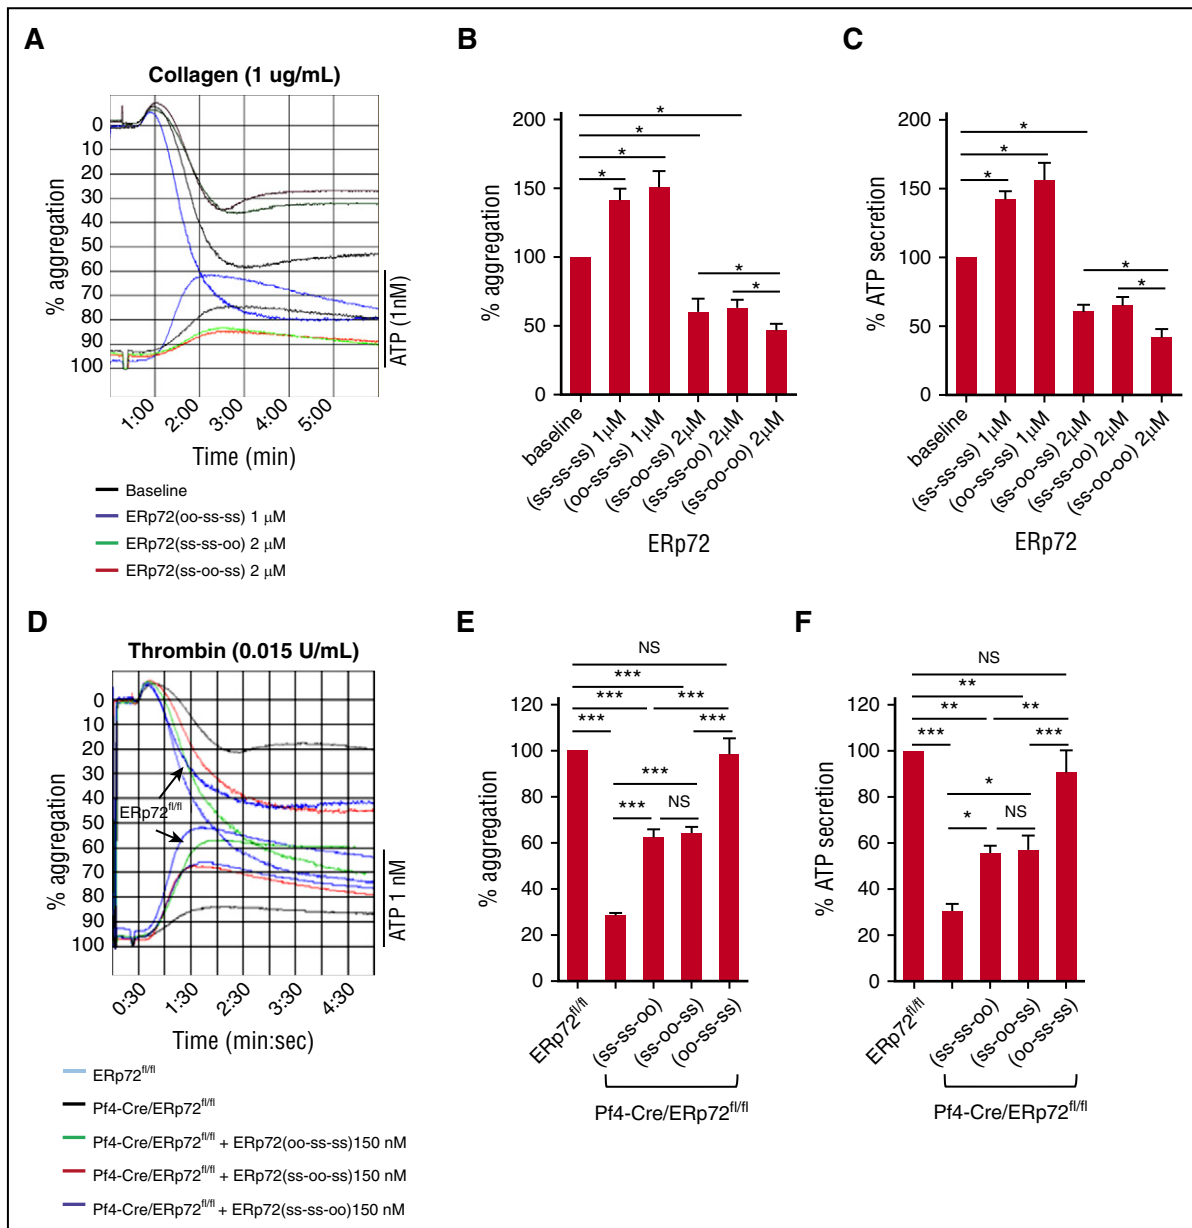 A
Collagen (1 ug/mL)
% aggregation
0
10
20
30
40
50
60
70
80
90
100
ATP (1nM)
1:00
2:00
3:00
4:00
5:00
Time (min)
Baseline
ERp72(oo-ss-ss) 1 µM
ERp72(ss-ss-oo) 2 µM
ERp72(ss-oo-ss) 2 µM
B
% aggregation
200
150
100
50
0
*
*
*
*
*
*
baseline
(ss-ss-ss) 1µM
(oo-ss-ss) 1µM
(ss-oo-ss) 2µM
(ss-ss-oo) 2µM
(ss-oo-oo) 2µM
ERp72
C
% ATP secretion
200
150
100
50
0
*
*
*
*
*
baseline
(ss-ss-ss) 1µM
(oo-ss-ss) 1µM
(ss-oo-ss) 2µM
(ss-ss-oo) 2µM
(ss-oo-oo) 2µM
ERp72
D
Thrombin (0.015 U/mL)
% aggregation
0
10
20
30
40
50
60
70
80
90
100
ERp72fl/fl
ATP 1 nM
0:30
1:30
2:30
3:30
4:30
Time (min:sec)
ERp72fl/fl
Pf4-Cre/ERp72fl/fl
Pf4-Cre/ERp72fl/fl + ERp72(oo-ss-ss)150 nM
Pf4-Cre/ERp72fl/fl + ERp72(ss-oo-ss)150 nM
Pf4-Cre/ERp72fl/fl + ERp72(ss-ss-oo)150 nM
E
% aggregation
120
100
80
60
40
20
0
NS
***
*** ***
*** ***
***
*** NS
ERp72fl/fl
(ss-ss-oo)
(ss-oo-ss)
(oo-ss-ss)
Pf4-Cre/ERp72fl/fl
F
% ATP secretion
120
100
80
60
40
20
0
NS
**
** **
*** ***
*
* NS
ERp72fl/fl
(ss-ss-oo)
(ss-oo-ss)
(oo-ss-ss)
Pf4-Cre/ERp72fl/fl